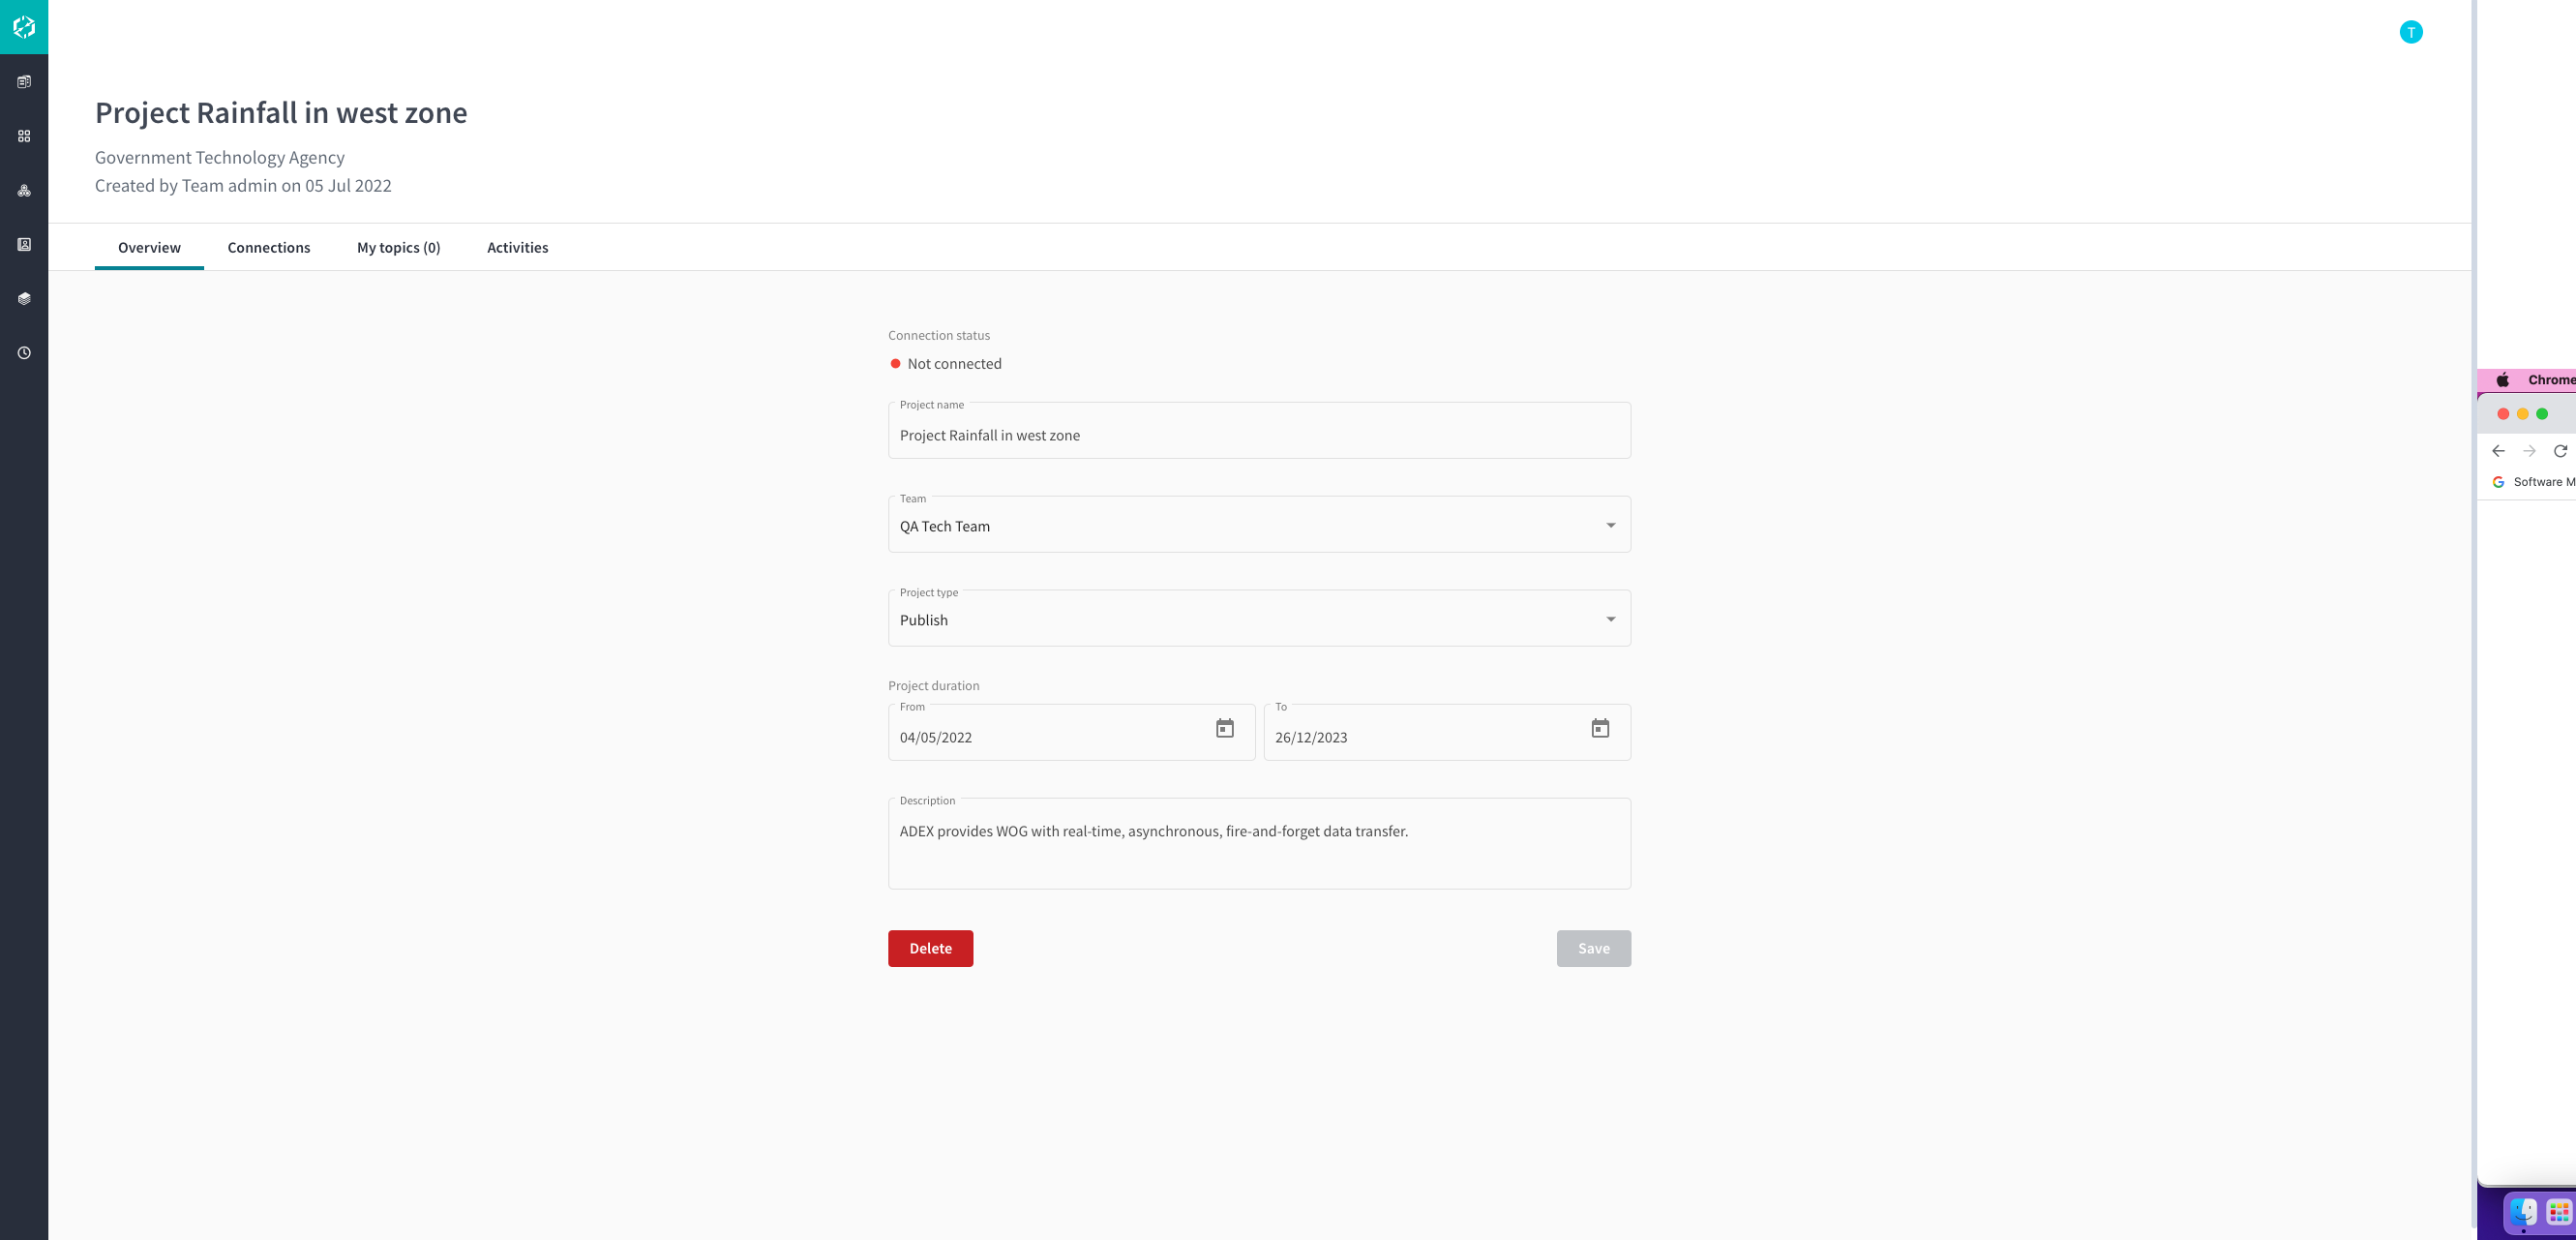 T
Project Rainfall in west zone
Government Technology Agency
Created by Team admin on 05 Jul 2022
Overview
Connections
My topics (0)
Activities
Connection status
Not connected
Project name
Project Rainfall in west zone
Team
QA Tech Team
Project type
Publish
Project duration
From
04/05/2022
To
26/12/2023
Description
ADEX provides WOG with real-time, asynchronous, fire-and-forget data transfer.
Delete
Save
Chrome
Software M